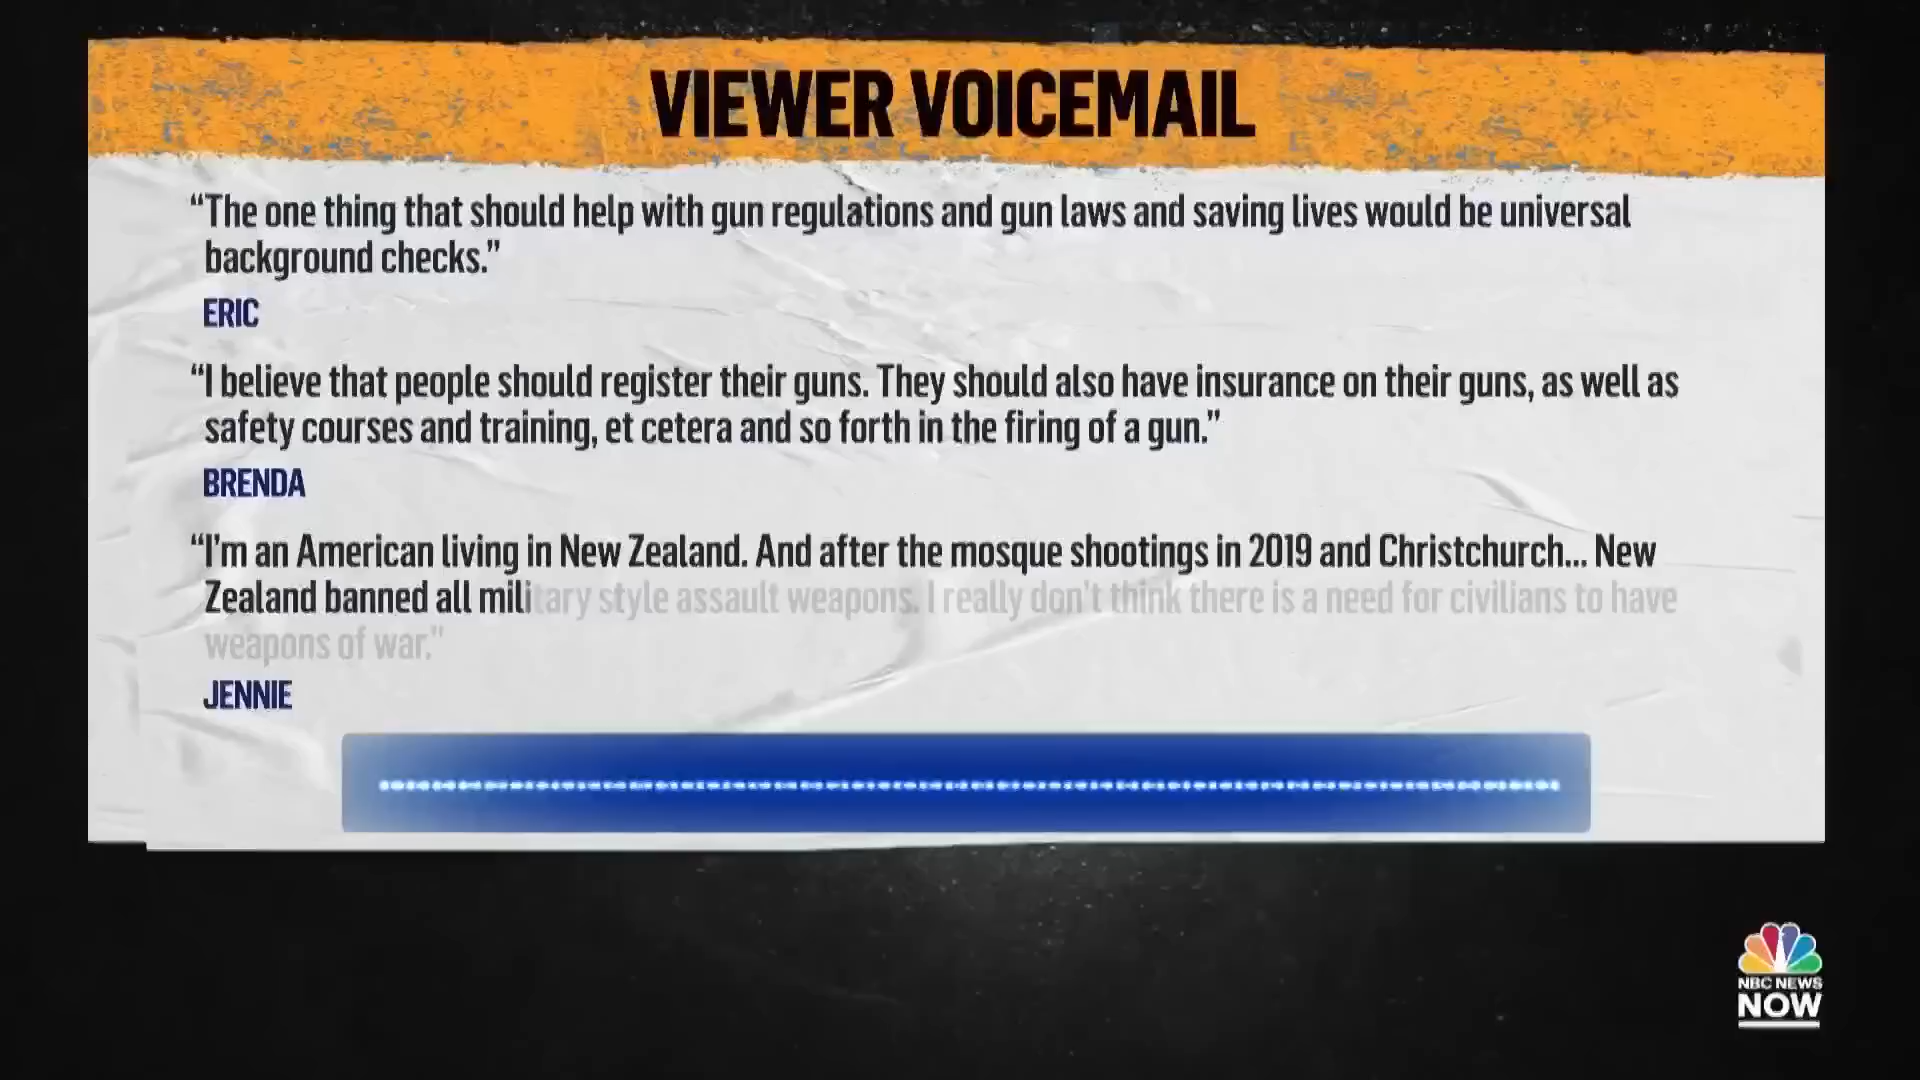 VIEWER VOICEMAIL
“The one thing that should help with gun regulations and gun laws and saving lives would be universal
background checks.”
ERIC
“I believe that people should register their guns. They should also have insurance on their guns, as well as
safety courses and training, et cetera and so forth in the firing of a gun.”
BRENDA
“I'm an American living in New Zealand. And after the mosque shootings in 2019 and Christchurch... New
Zealand banned all military style assault weapons. I really don't think there is a need for civilians to have
weapons of war."
JENNIE
NBC NEWS
NOW